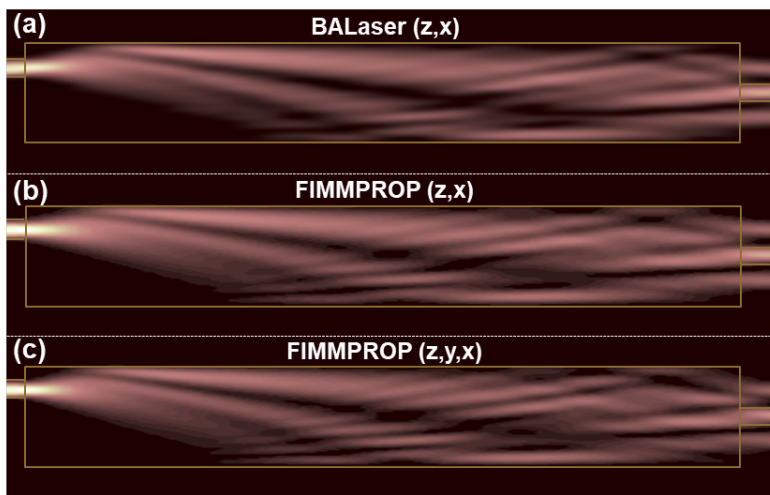 (a) BALaser (z,x)
(b) FIMMPROP (z,x)
(c) FIMMPROP (z,y,x)